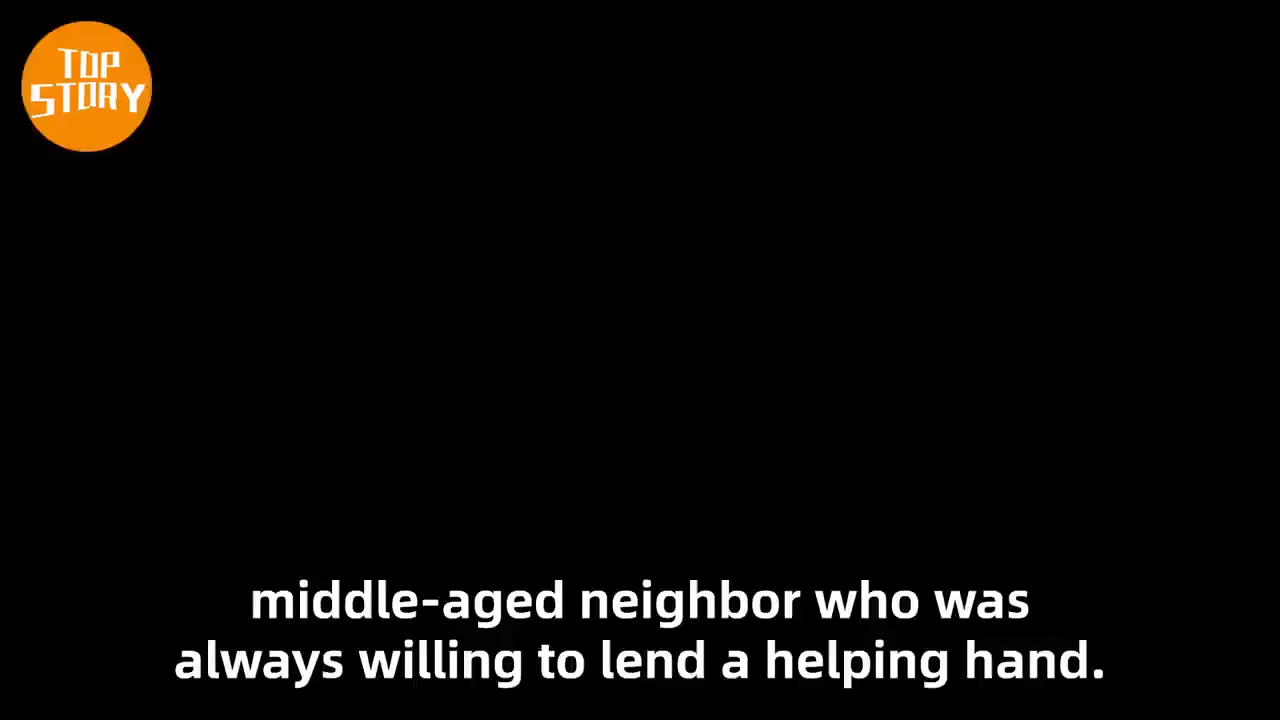 TOP
STORY
middle-aged neighbor who was
always willing to lend a helping hand.